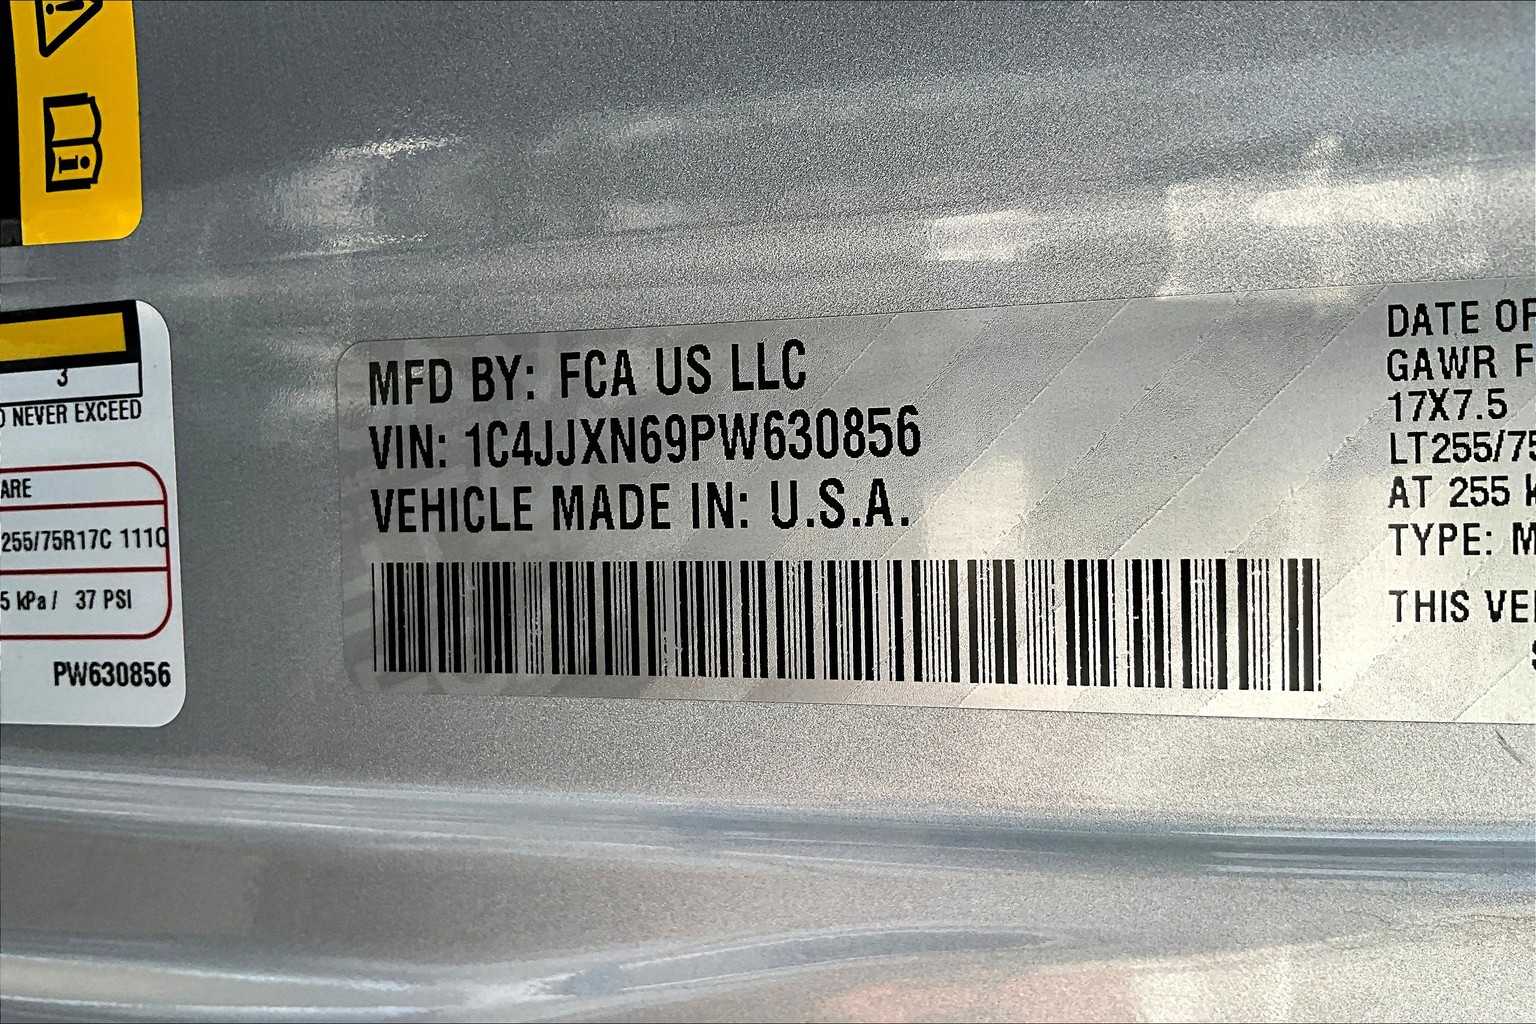 3
NEVER EXCEED
ARE
255/75R17C 111Q
5 kPa / 37 PSI
PW630856
MFD BY: FCA US LLC
VIN: 1C4JJXN69PW630856
VEHICLE MADE IN: U.S.A.
DATE OF
GAWR F
17X7.5
LT255/75
AT 255 k
TYPE: M
THIS VE